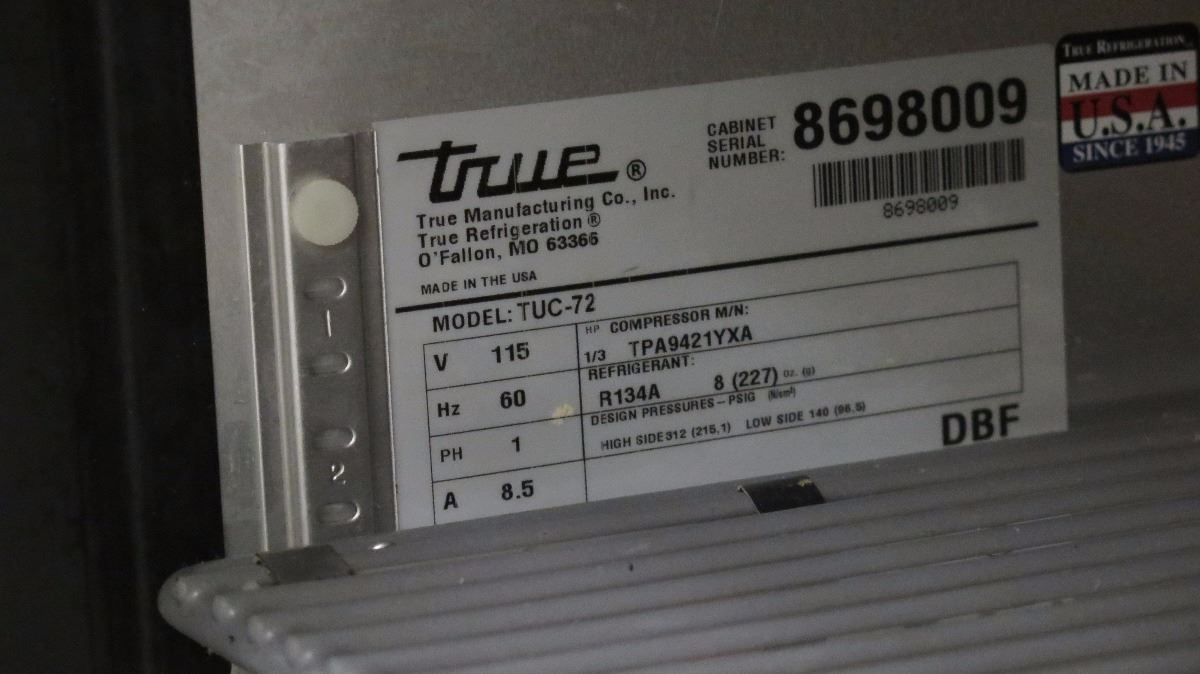 true®
True Manufacturing Co., Inc.
True Refrigeration®
O'Fallon, MO 63366
MADE IN THE USA
CABINET
SERIAL
NUMBER:
8698009
8698009
MODEL: TUC-72
V 115
Hz 60
PH 1
A 8.5
HP COMPRESSOR M/N:
1/3 TPA9421YXA
REFRIGERANT:
R134A 8 (227) oz. (g)
DESIGN PRESSURES – PSIG (N/cm²)
HIGH SIDE 312 (215.1) LOW SIDE 140 (96.5)
DBF
TRUE REFRIGERATION
MADE IN
U.S.A.
SINCE 1945
1
2